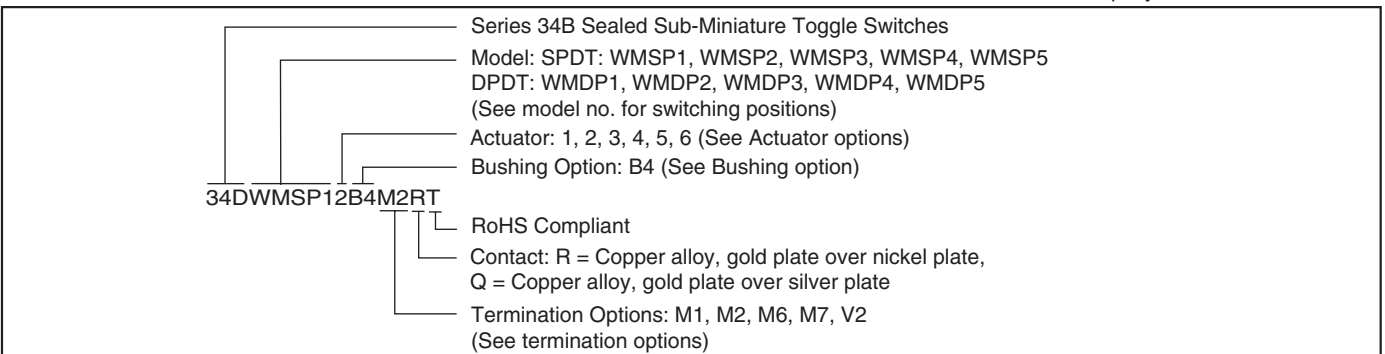 Series 34B Sealed Sub-Miniature Toggle Switches
Model: SPDT: WMSP1, WMSP2, WMSP3, WMSP4, WMSP5
DPDT: WMDP1, WMDP2, WMDP3, WMDP4, WMDP5
(See model no. for switching positions)
Actuator: 1, 2, 3, 4, 5, 6 (See Actuator options)
Bushing Option: B4 (See Bushing option)
34DWMSP12B4M2RT
RoHS Compliant
Contact: R = Copper alloy, gold plate over nickel plate,
Q = Copper alloy, gold plate over silver plate
Termination Options: M1, M2, M6, M7, V2
(See termination options)